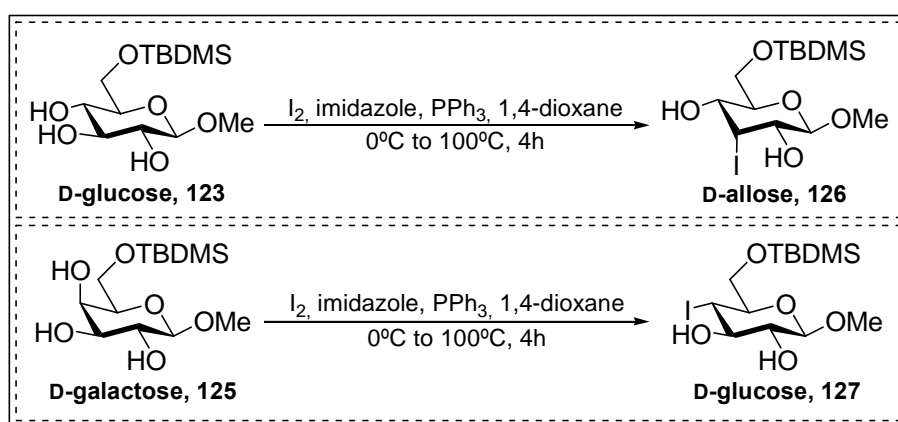 OTBDMS
HO
HO
HO
O
OMe
D-glucose, 123
I2, imidazole, PPh3, 1,4-dioxane
0ºC to 100ºC, 4h
OTBDMS
HO
O
OMe
HO
I
D-allose, 126
OTBDMS
HO
HO
HO
O
OMe
D-galactose, 125
I2, imidazole, PPh3, 1,4-dioxane
0ºC to 100ºC, 4h
OTBDMS
I
HO
HO
O
OMe
D-glucose, 127